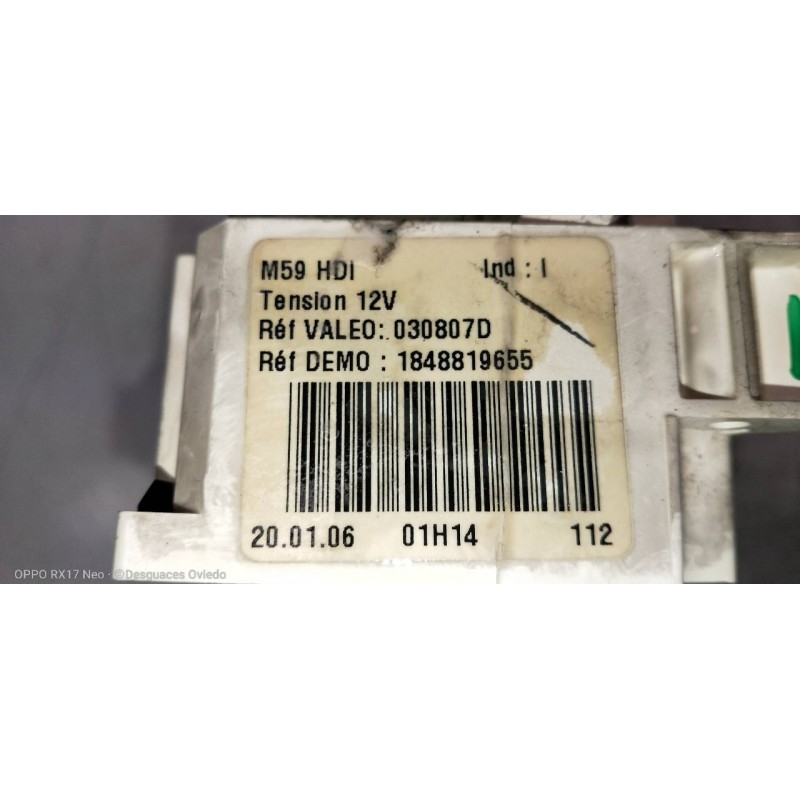 M59 HDI Ind : I
Tension 12V
Réf VALEO: 030807D
Réf DEMO : 1848819655
20.01.06 01H14 112
OPPO RX17 Neo · ©Desguaces Oviedo